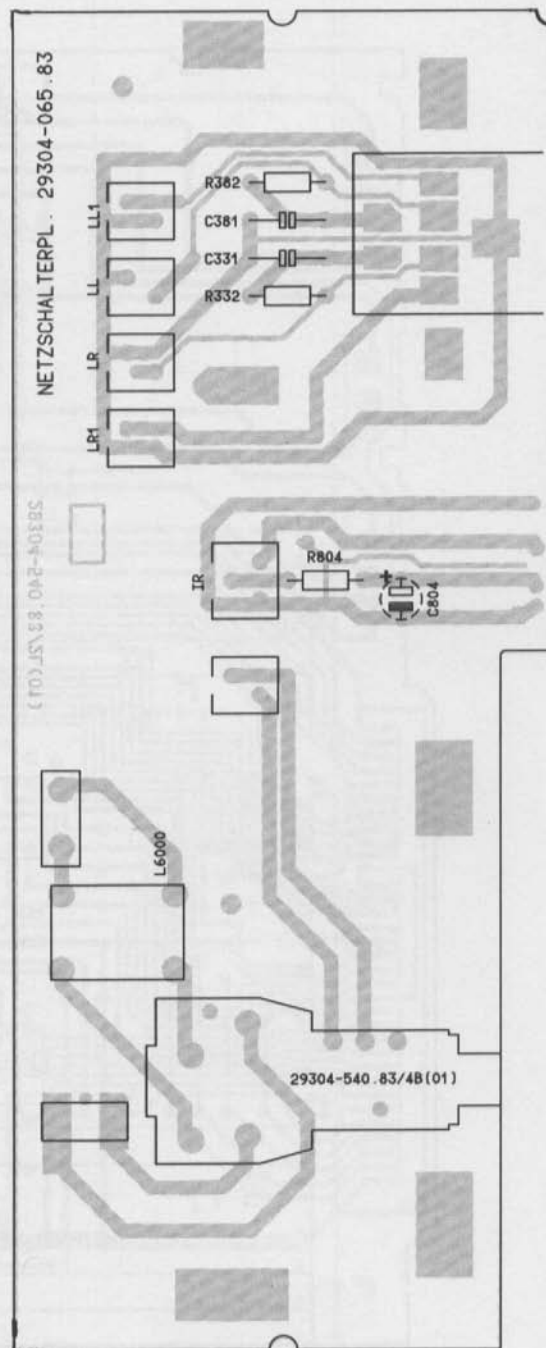 NETZSCHALTERPL. 29304-065.83
LL1
LL
LR
LR1
R382
C381
C331
R332
29304-540.83/2L(01)
IR
R804
+
C804
L6000
29304-540.83/4B(01)